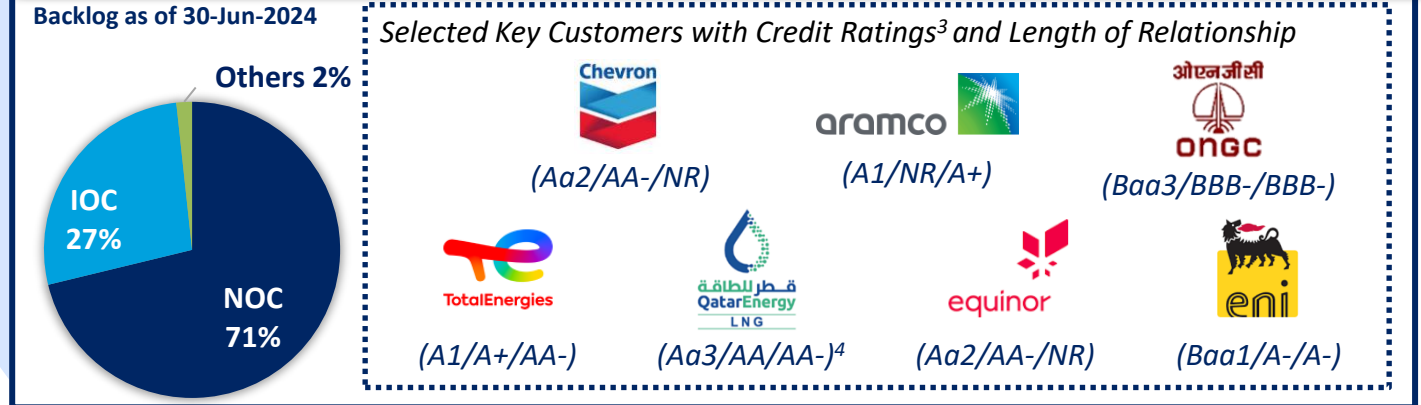 Backlog as of 30-Jun-2024
Others 2%
IOC
27%
NOC
71%
Selected Key Customers with Credit Ratings3 and Length of Relationship
Chevron
(Aa2/AA-/NR)
aramco
(A1/NR/A+)
ओएनजीसी
ONGC
(Baa3/BBB-/BBB-)
TotalEnergies
(A1/A+/AA-)
قطر للطاقة
QatarEnergy
LNG
(Aa3/AA/AA-)4
equinor
(Aa2/AA-/NR)
eni
(Baa1/A-/A-)